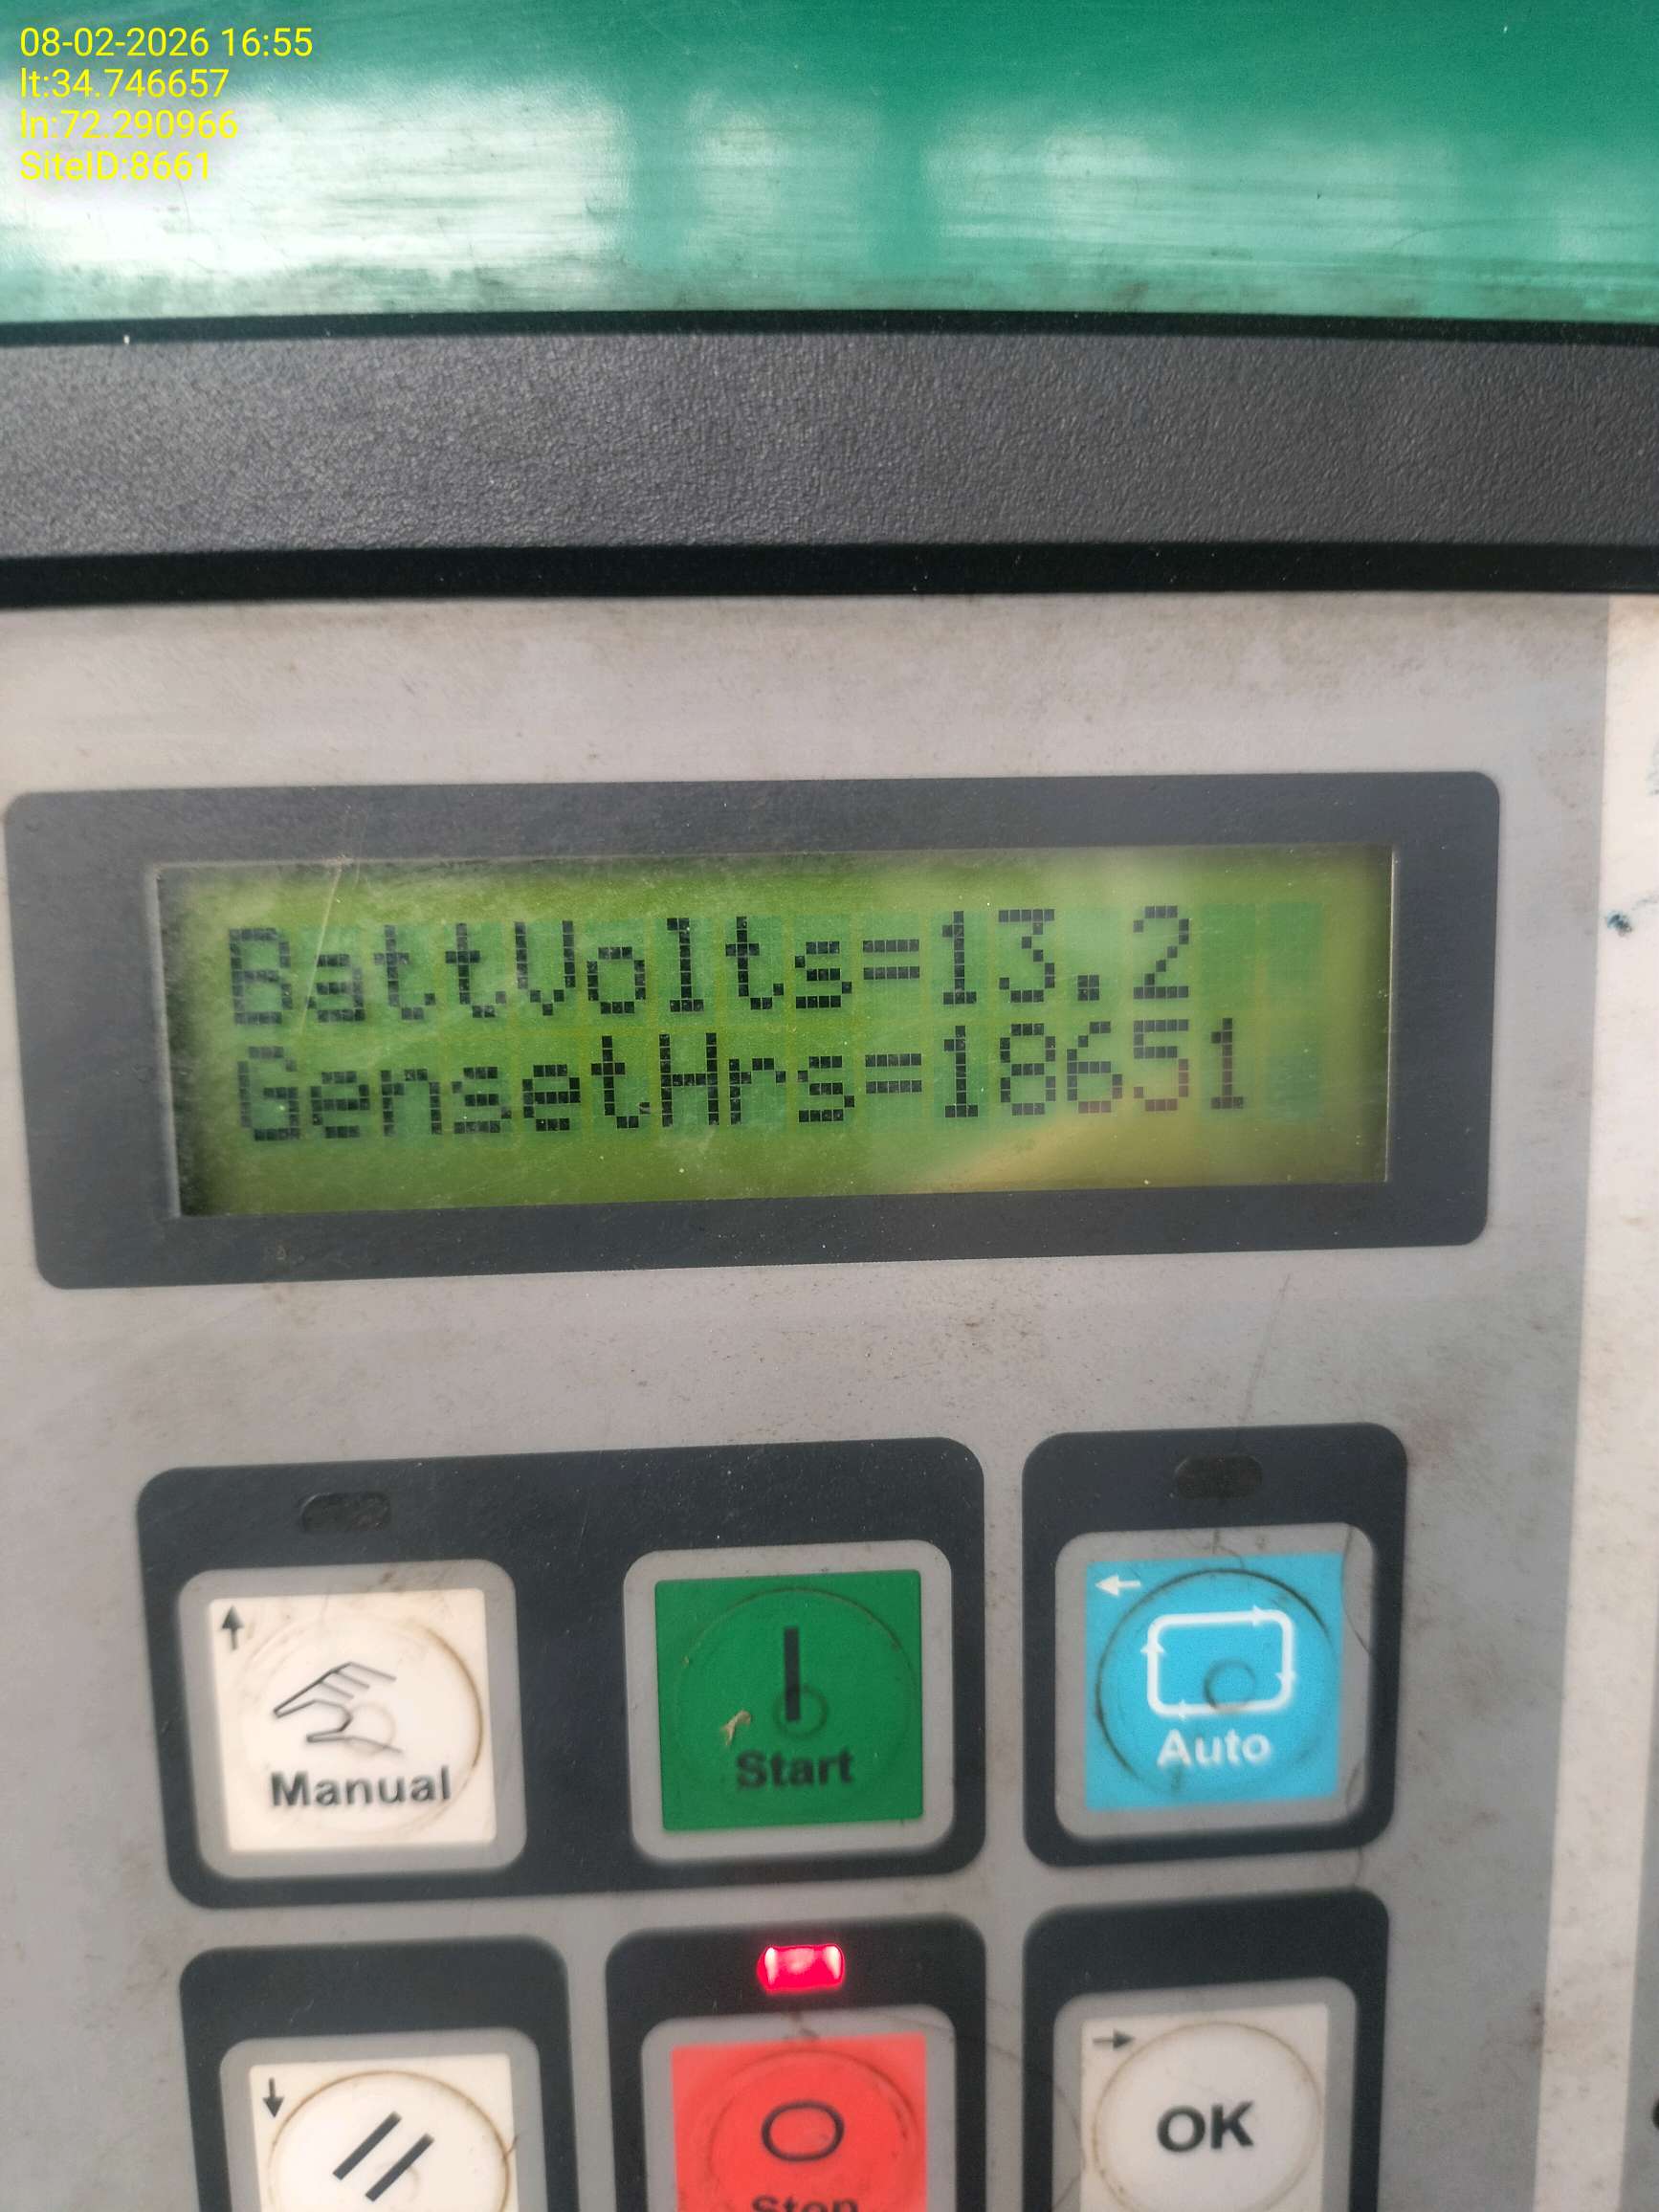 08-02-2026 16:55
lt:34.746657
ln:72.290966
SiteID:8661
BattVolts=13.2
GensetHrs=18651
Manual
Start
Auto
OK
Stop